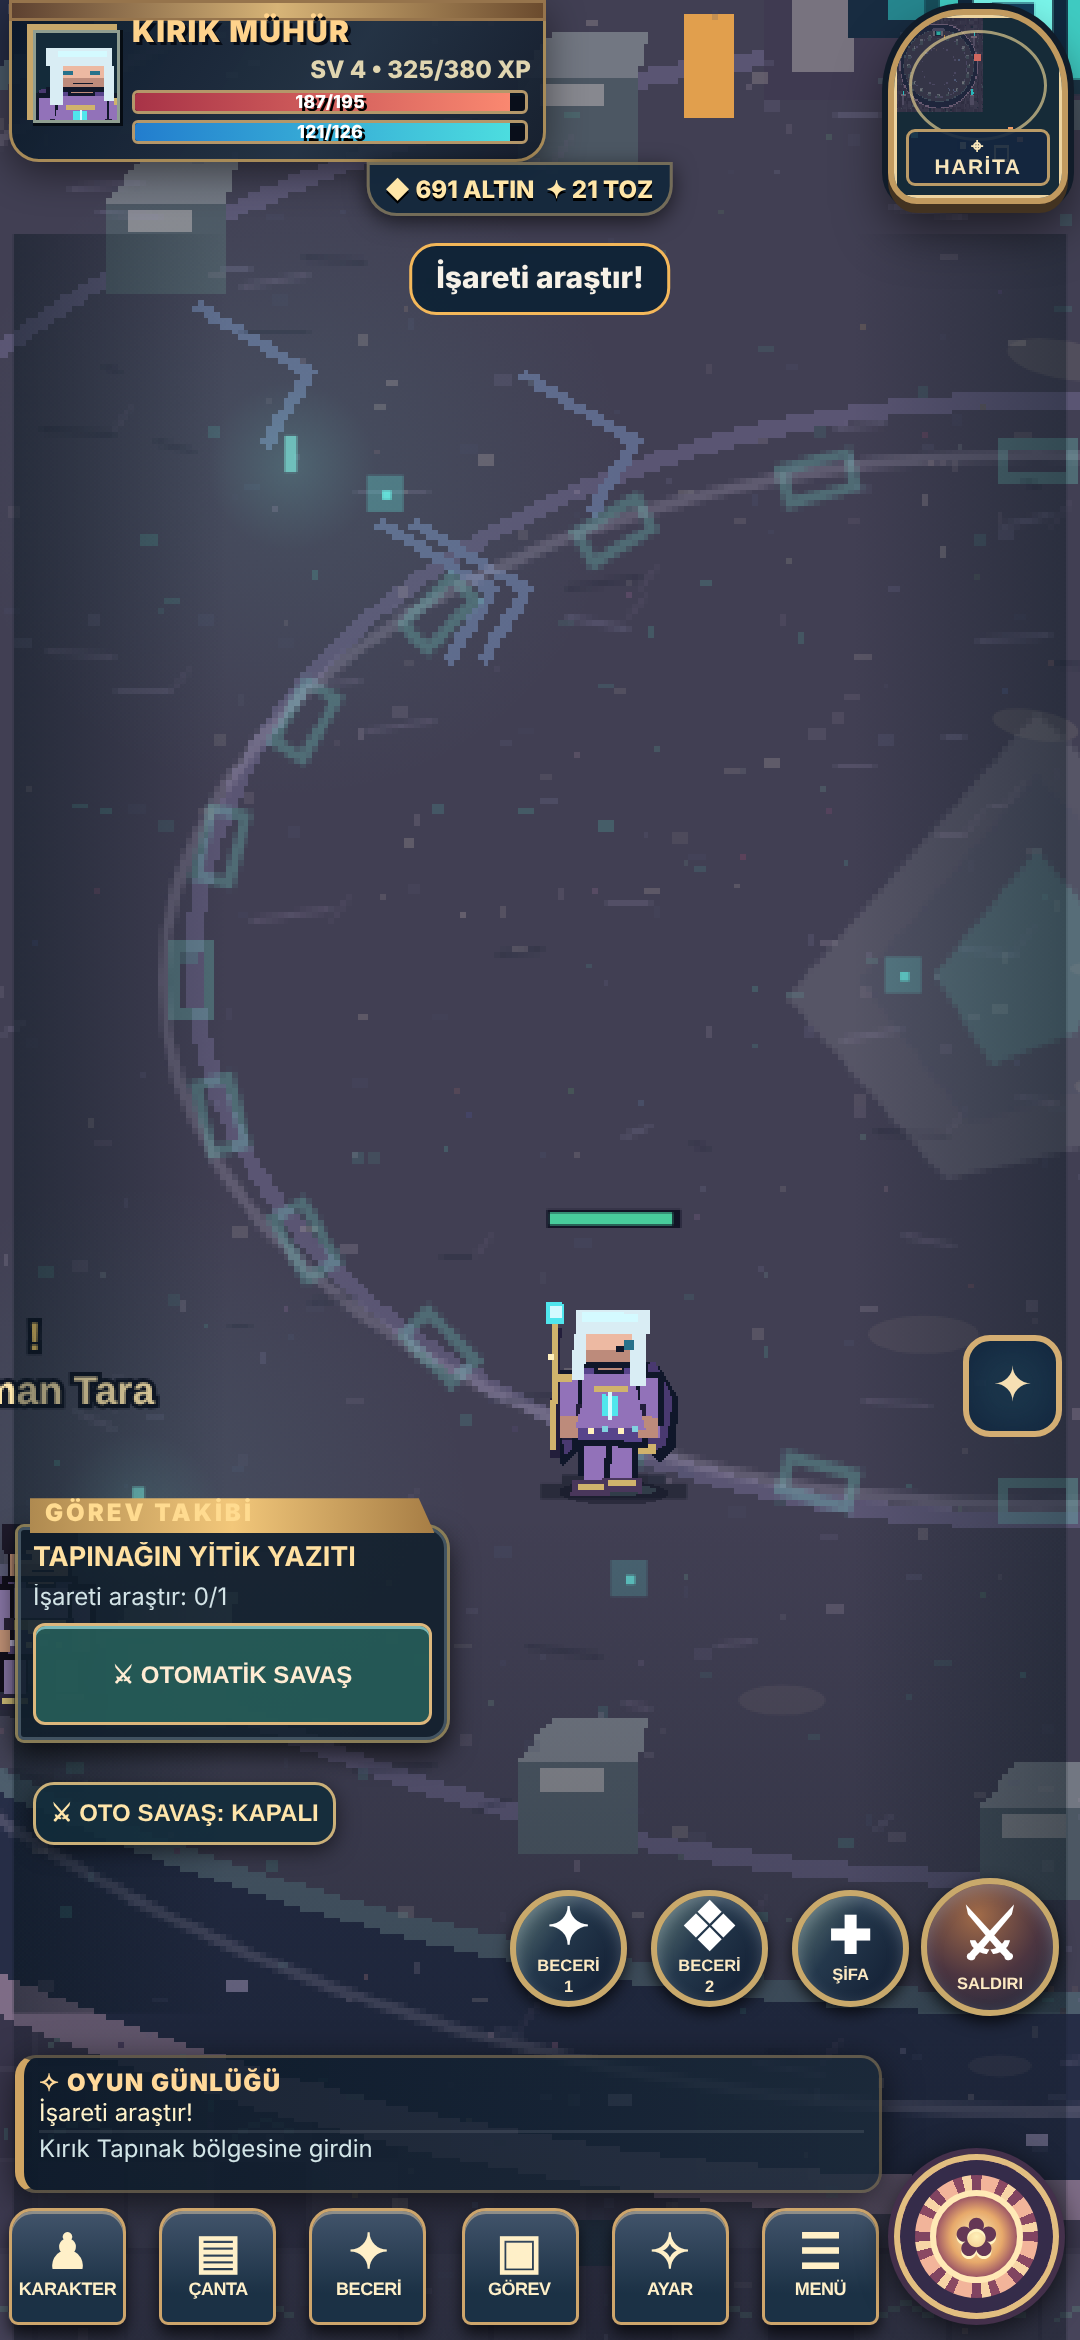 KIRIK MÜHÜR
SV 4 • 325/380 XP
187/195
121/126
HARİTA
◆ 691 ALTIN ✦ 21 TOZ
İşareti araştır!
!
Tara
GÖREV TAKİBİ
TAPINAĞIN YİTİK YAZITI
İşareti araştır: 0/1
⚔ OTOMATİK SAVAŞ
⚔ OTO SAVAŞ: KAPALI
BECERİ
1
BECERİ
2
ŞİFA
SALDIRI
✧ OYUN GÜNLÜĞÜ
İşareti araştır!
Kırık Tapınak bölgesine girdin
KARAKTER
ÇANTA
BECERİ
GÖREV
AYAR
MENÜ